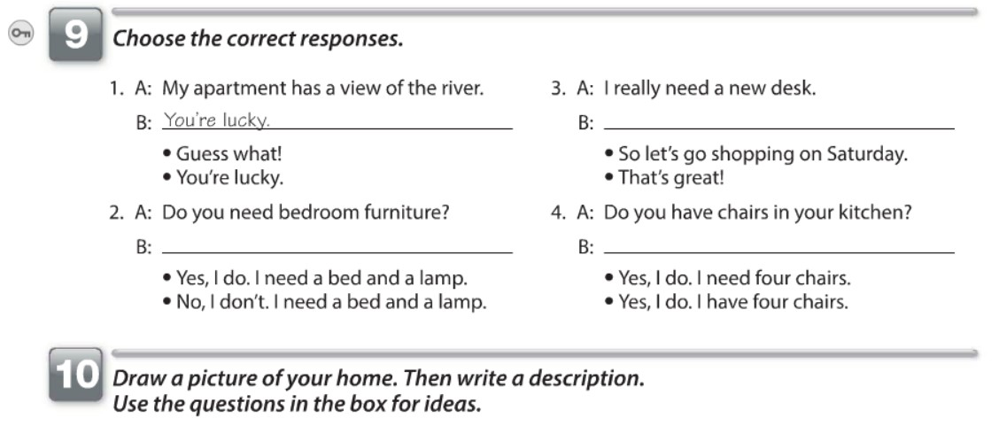 9 Choose the correct responses.
1. A: My apartment has a view of the river.
B: You're lucky.
• Guess what!
• You're lucky.
2. A: Do you need bedroom furniture?
B:
• Yes, I do. I need a bed and a lamp.
• No, I don't. I need a bed and a lamp.
3. A: I really need a new desk.
B:
• So let's go shopping on Saturday.
• That's great!
4. A: Do you have chairs in your kitchen?
B:
• Yes, I do. I need four chairs.
• Yes, I do. I have four chairs.
10 Draw a picture of your home. Then write a description.
Use the questions in the box for ideas.